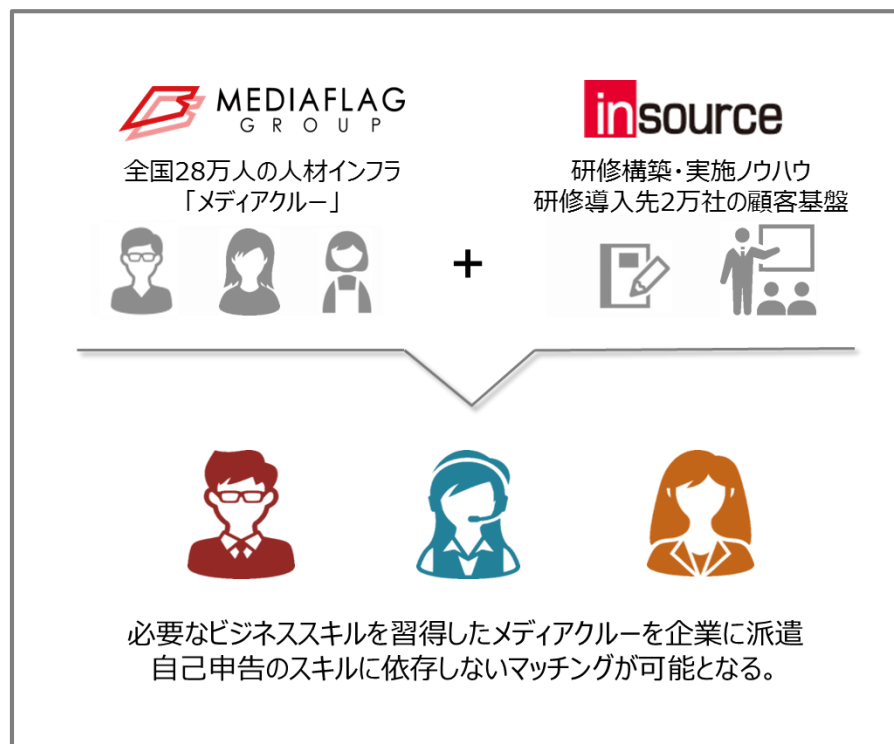 MEDIAFLAG
GROUP
全国28万人の人材インフラ
「メディアクルー」
+
insource
研修構築・実施ノウハウ
研修導入先2万社の顧客基盤
必要なビジネススキルを習得したメディアクルーを企業に派遣
自己申告のスキルに依存しないマッチングが可能となる。